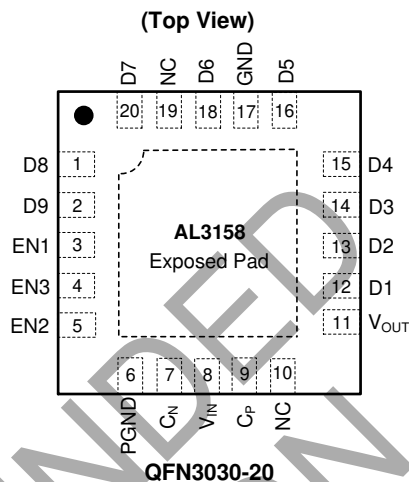 (Top View)
D7 NC D6 GND D5
20 19 18 17 16
D8 1
D9 2
EN1 3
EN3 4
EN2 5
AL3158
Exposed Pad
15 D4
14 D3
13 D2
12 D1
11 VOUT
6 7 8 9 10
PGND CN VIN CP NC
QFN3030-20